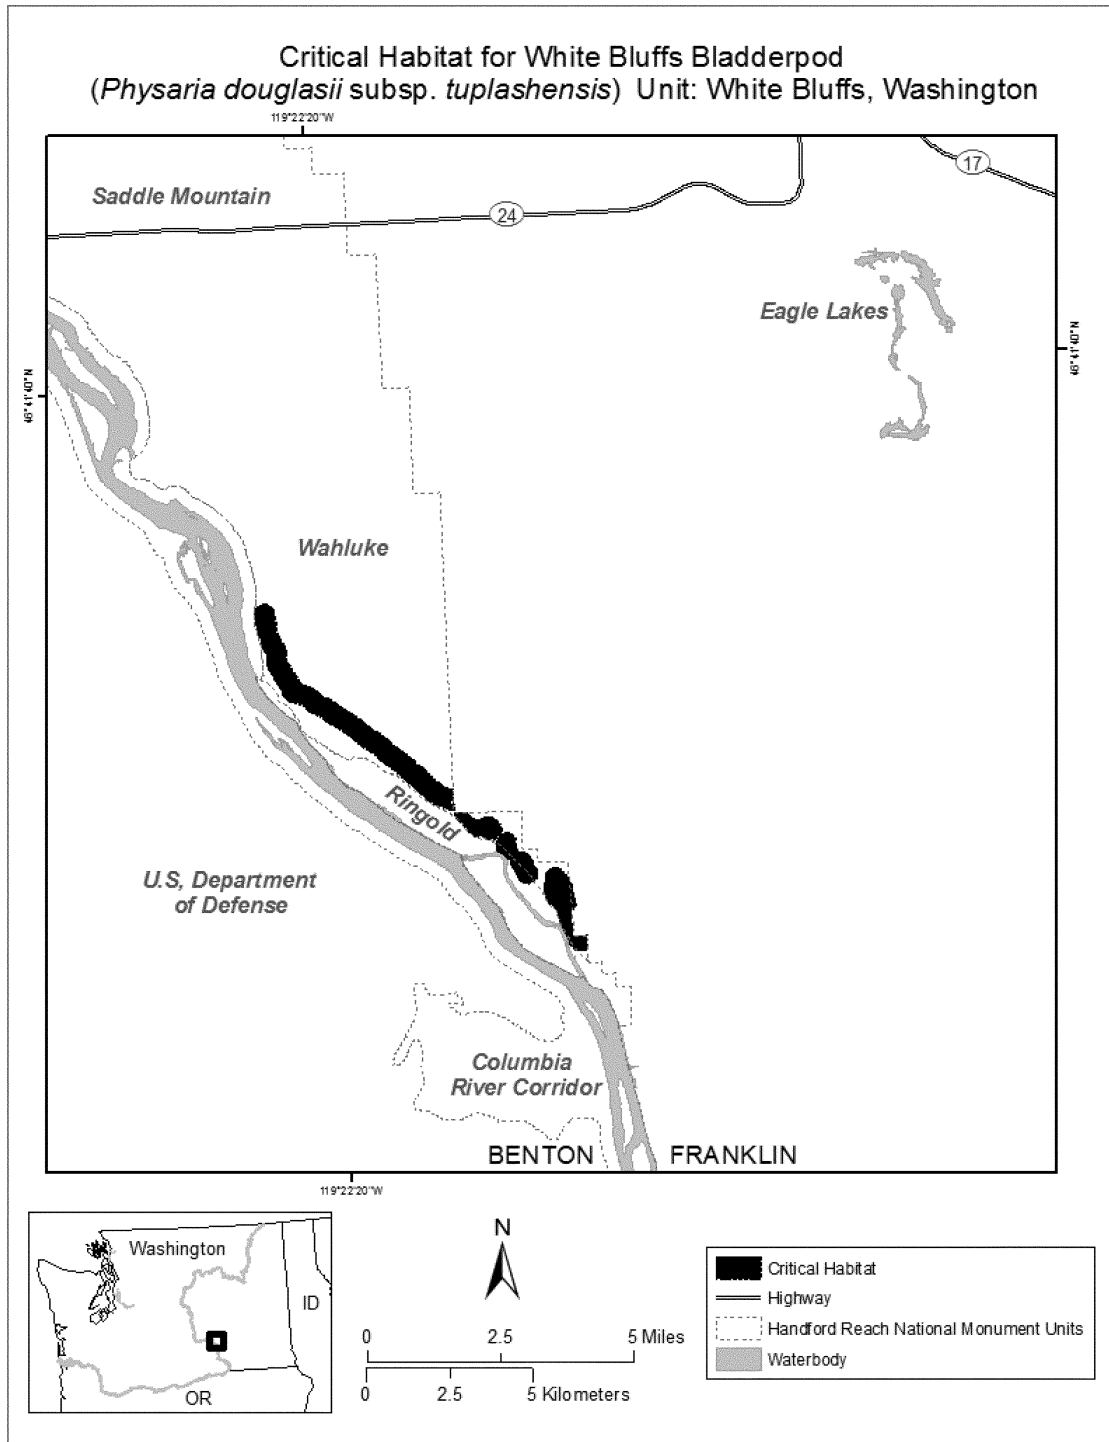 Critical Habitat for White Bluffs Bladderpod
(Physaria douglasii subsp. tuplashensis) Unit: White Bluffs, Washington
119°22'20"W
17
Saddle Mountain
24
Eagle Lakes
46°41'40"N
46°41'40"N
Wahluke
Ringold
U.S, Department
of Defense
Columbia
River Corridor
BENTON
FRANKLIN
119°22'20"W
Washington
ID
OR
N
0 2.5 5 Miles
0 2.5 5 Kilometers
Critical Habitat
Highway
Handford Reach National Monument Units
Waterbody